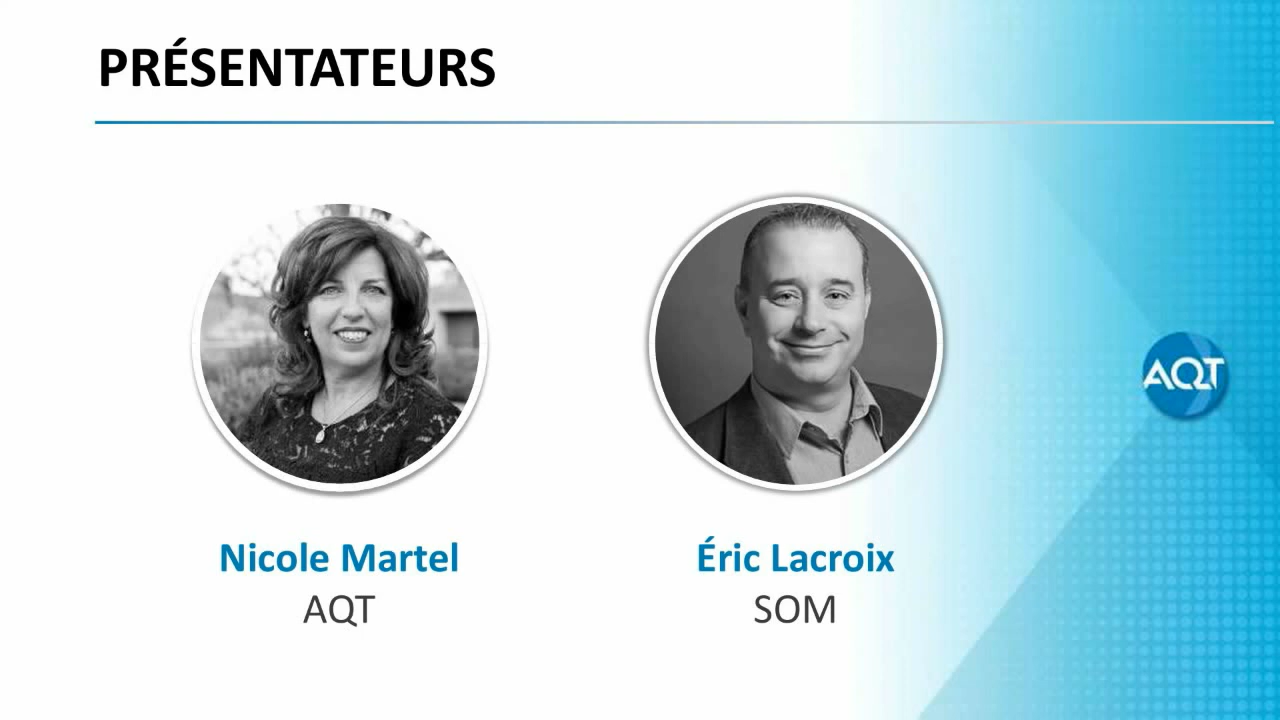 PRÉSENTATEURS
AQT
Nicole Martel
Éric Lacroix
AQT
SOM